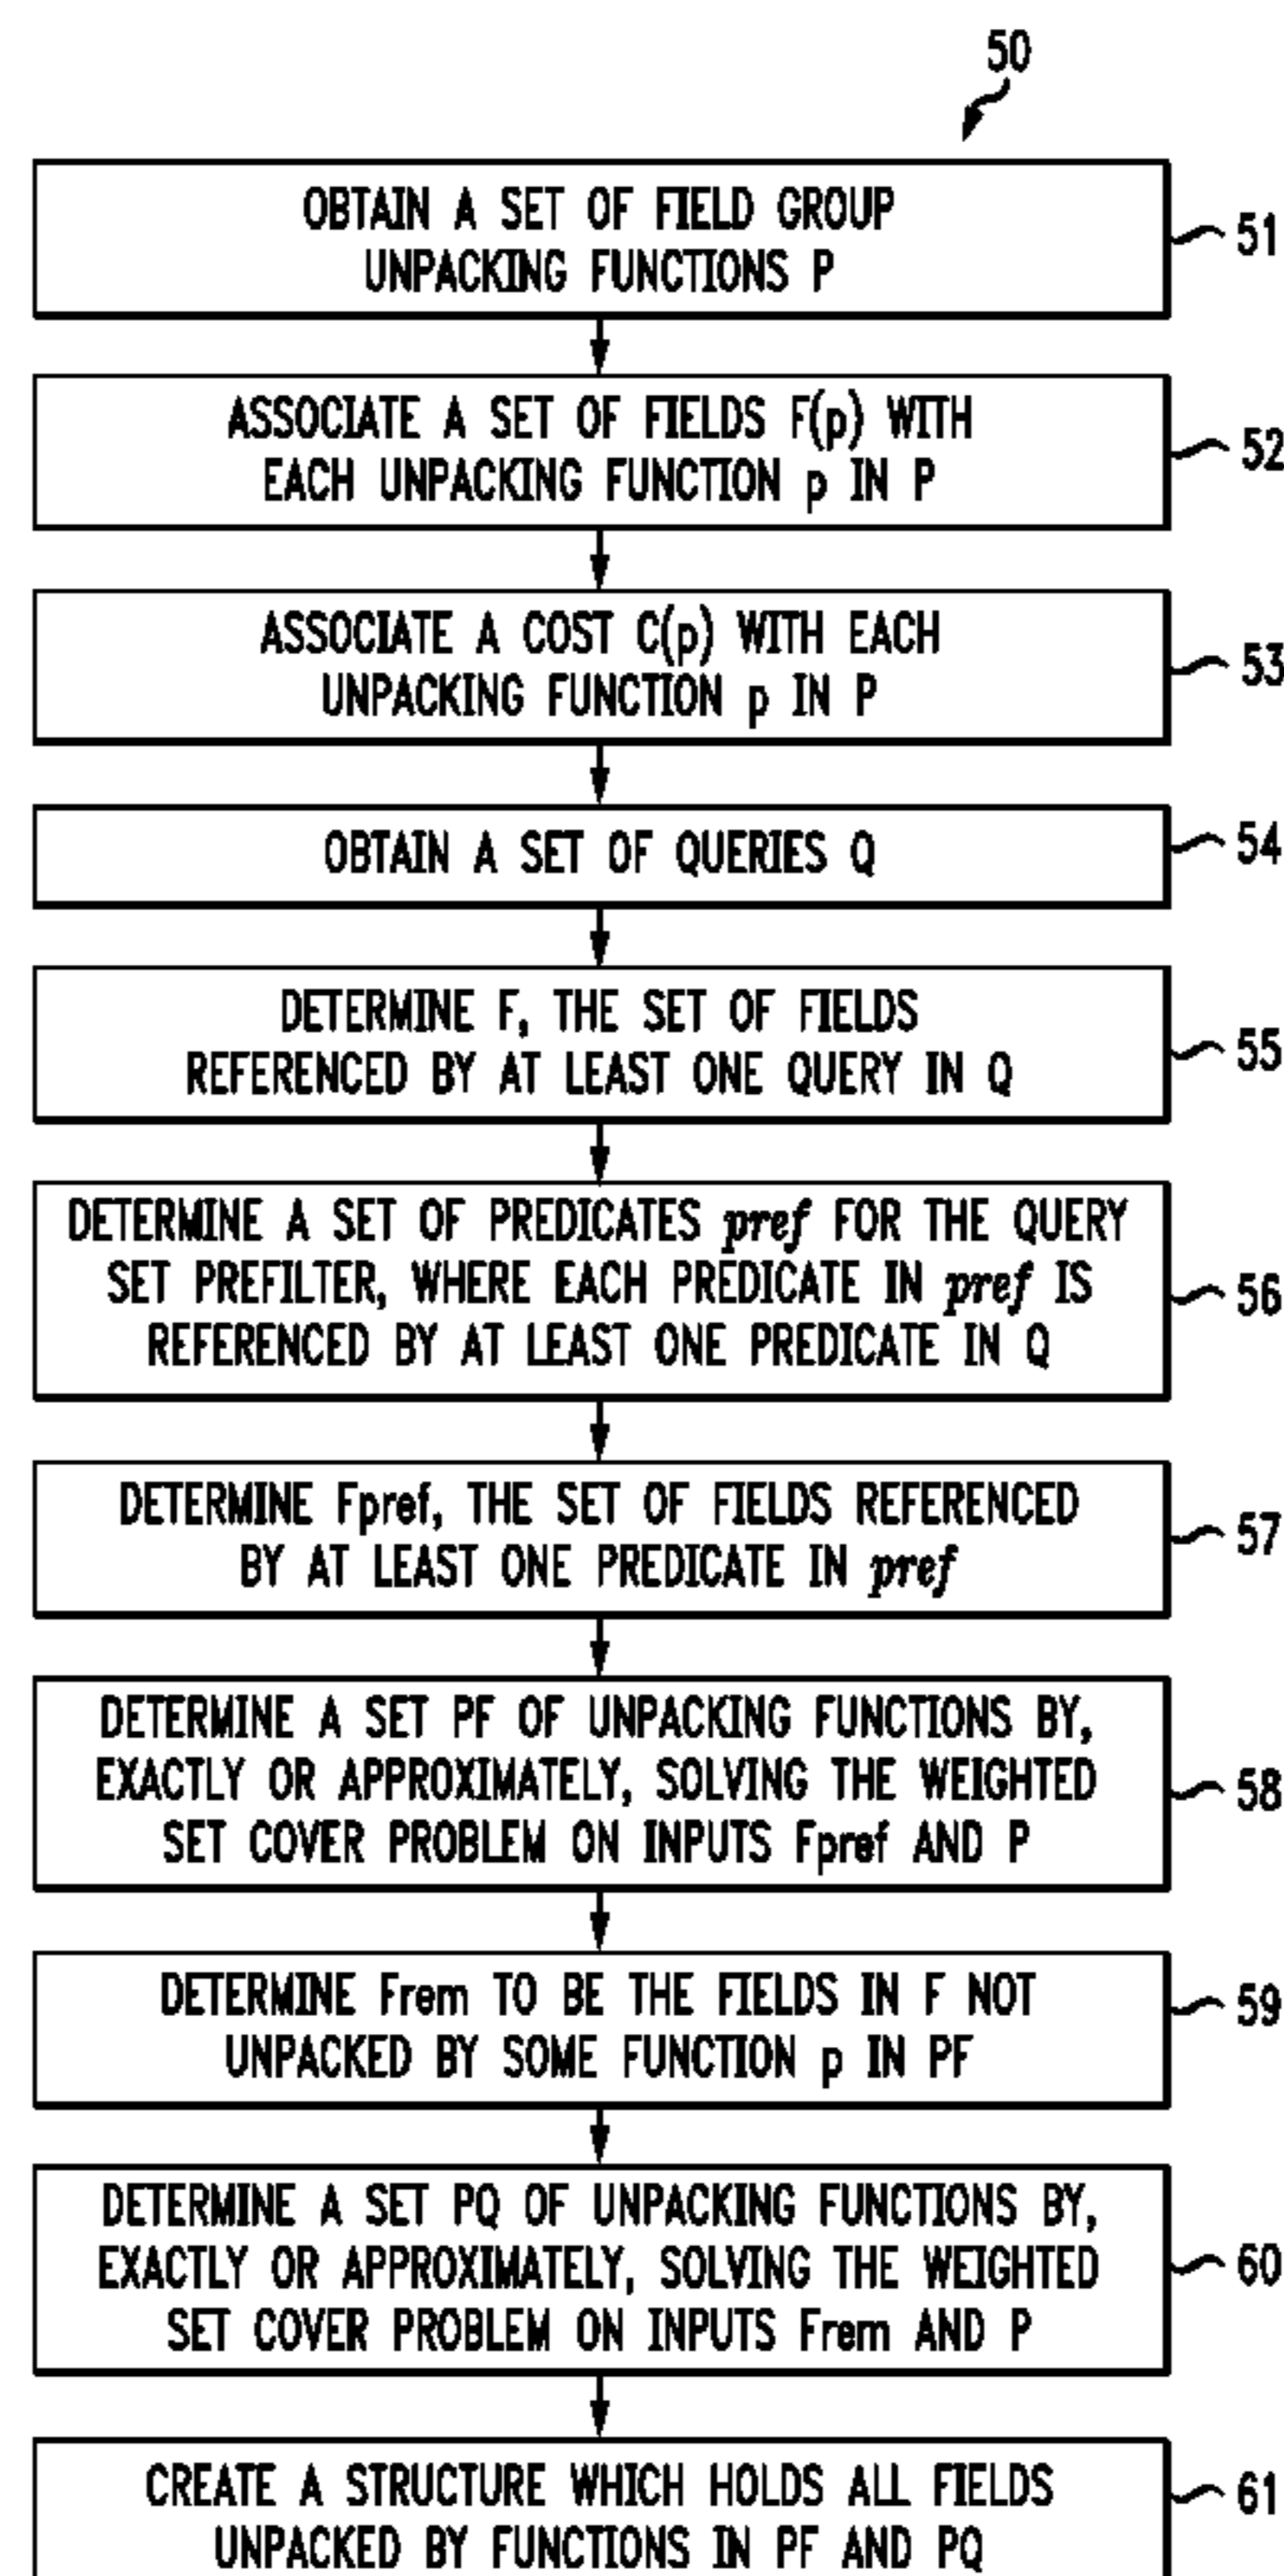 50
OBTAIN A SET OF FIELD GROUP
UNPACKING FUNCTIONS P
51
ASSOCIATE A SET OF FIELDS F(p) WITH
EACH UNPACKING FUNCTION p IN P
52
ASSOCIATE A COST C(p) WITH EACH
UNPACKING FUNCTION p IN P
53
OBTAIN A SET OF QUERIES Q
54
DETERMINE F, THE SET OF FIELDS
REFERENCED BY AT LEAST ONE QUERY IN Q
55
DETERMINE A SET OF PREDICATES pref FOR THE QUERY
SET PREFILTER, WHERE EACH PREDICATE IN pref IS
REFERENCED BY AT LEAST ONE PREDICATE IN Q
56
DETERMINE Fpref, THE SET OF FIELDS REFERENCED
BY AT LEAST ONE PREDICATE IN pref
57
DETERMINE A SET PF OF UNPACKING FUNCTIONS BY,
EXACTLY OR APPROXIMATELY, SOLVING THE WEIGHTED
SET COVER PROBLEM ON INPUTS Fpref AND P
58
DETERMINE Frem TO BE THE FIELDS IN F NOT
UNPACKED BY SOME FUNCTION p IN PF
59
DETERMINE A SET PQ OF UNPACKING FUNCTIONS BY,
EXACTLY OR APPROXIMATELY, SOLVING THE WEIGHTED
SET COVER PROBLEM ON INPUTS Frem AND P
60
CREATE A STRUCTURE WHICH HOLDS ALL FIELDS
UNPACKED BY FUNCTIONS IN PF AND PQ
61